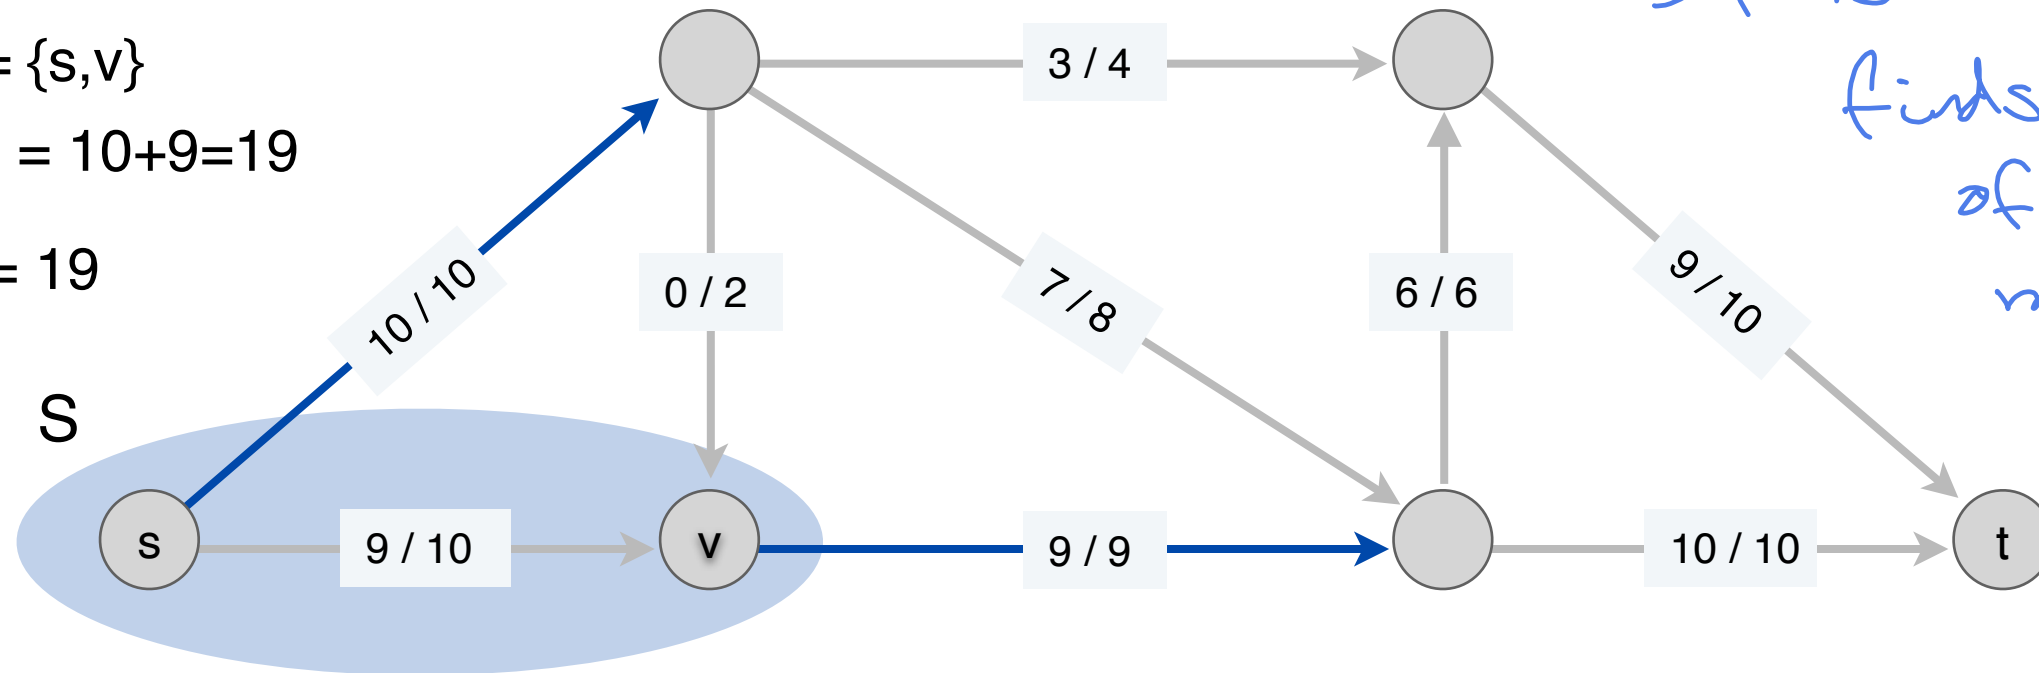 = {s,v}
= 10+9=19
= 19
S
3 / 4
10 / 10
0 / 2
7 / 8
6 / 6
9 / 10
s
9 / 10
v
9 / 9
10 / 10
t
finds
of